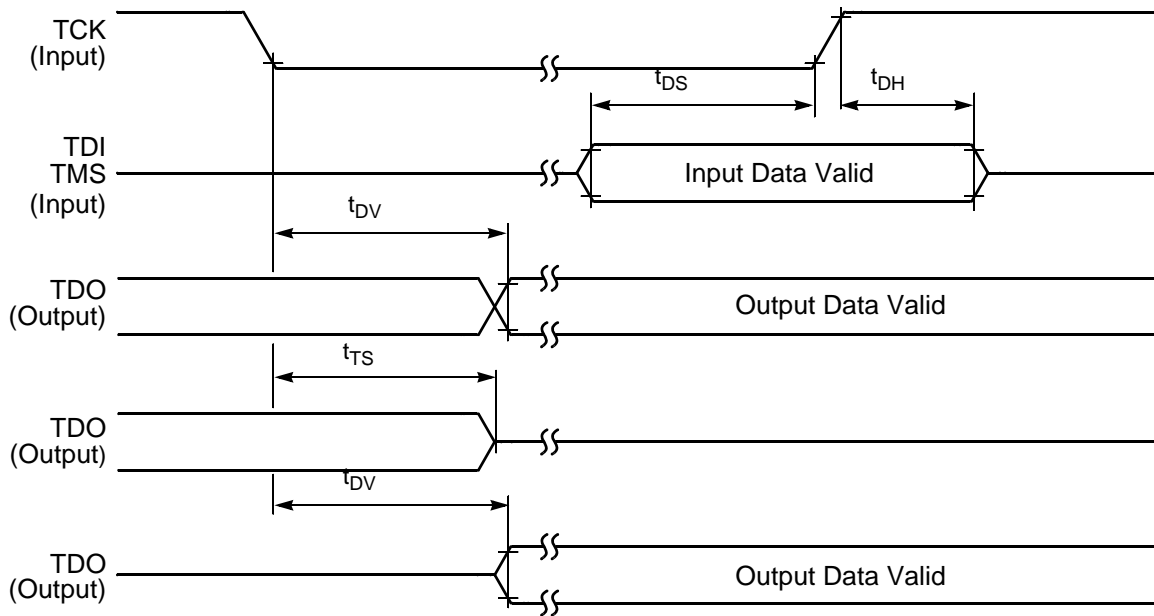 TCK
(Input)
tDS
tDH
TDI
TMS
(Input)
Input Data Valid
tDV
TDO
(Output)
Output Data Valid
tTS
TDO
(Output)
tDV
TDO
(Output)
Output Data Valid